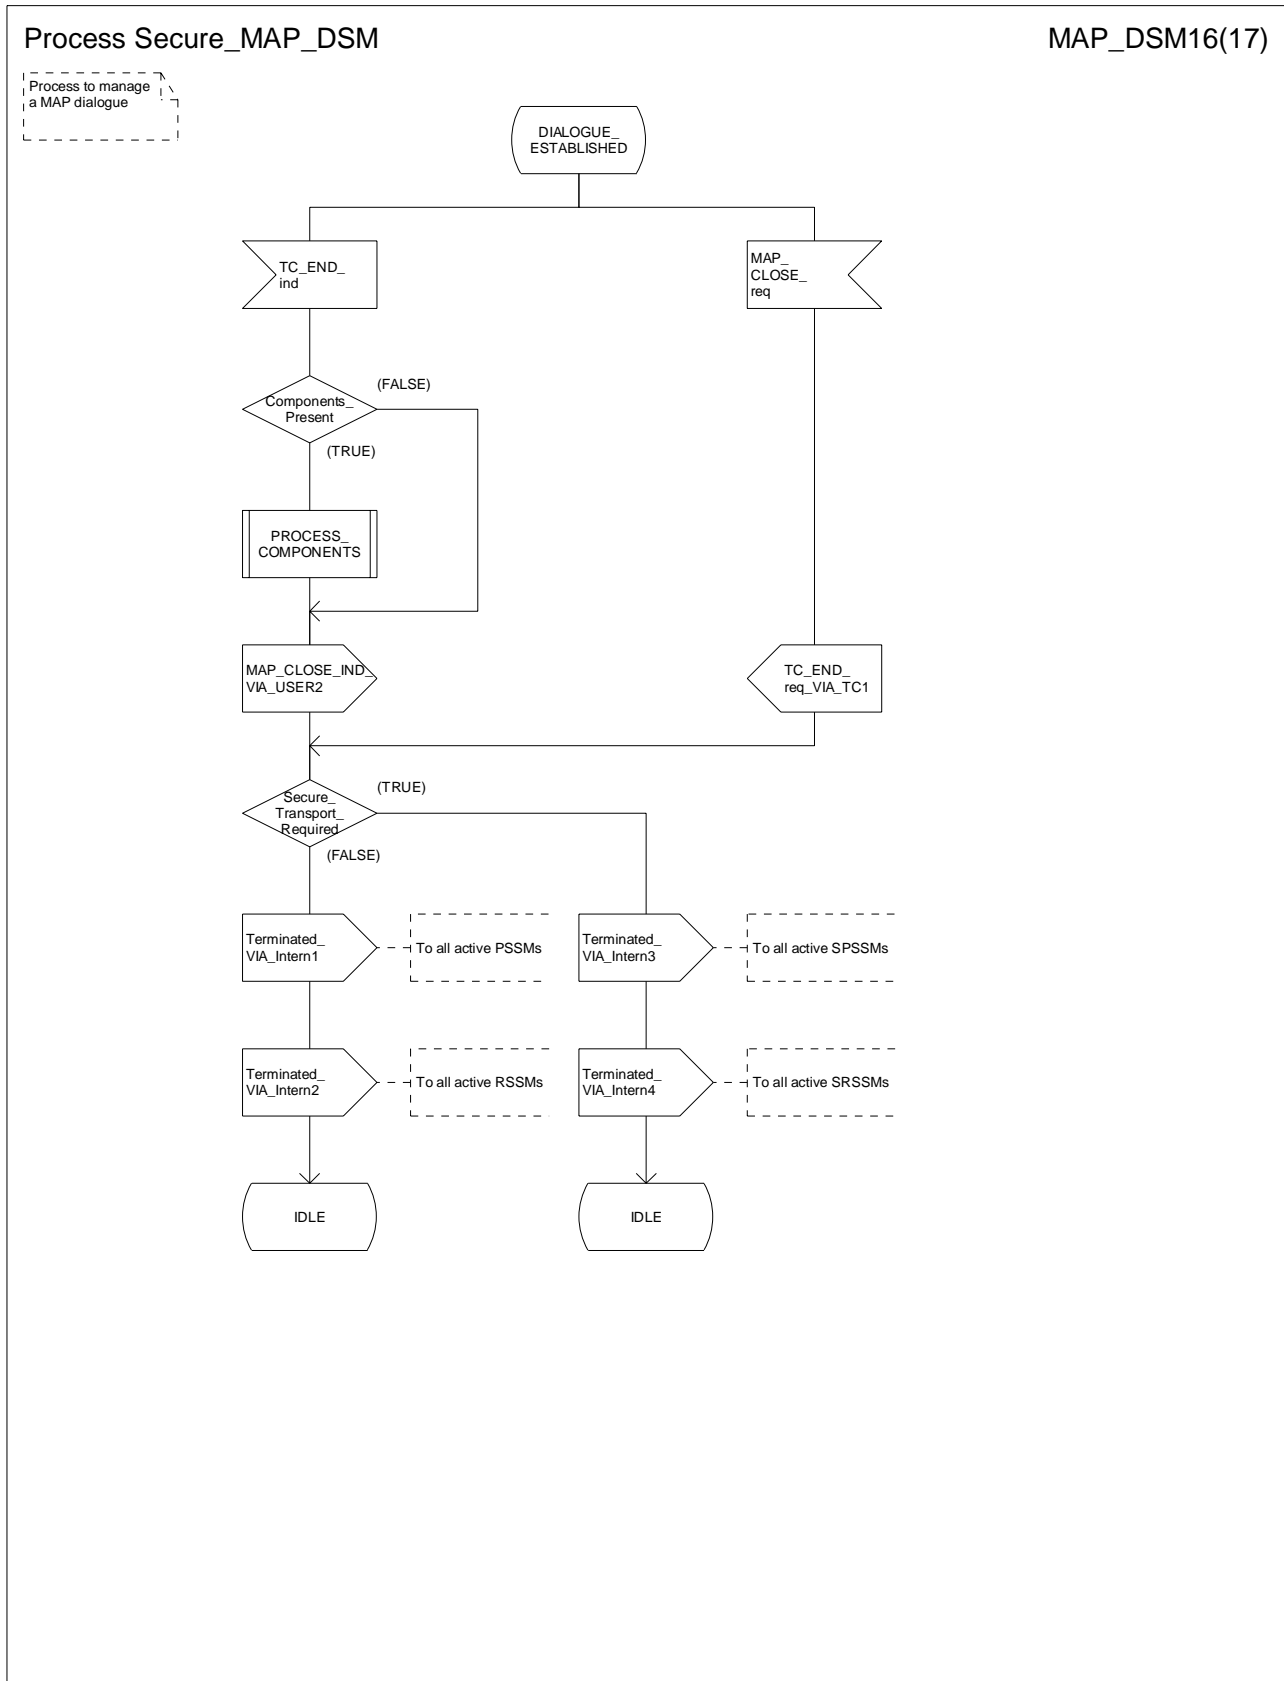 Process Secure_MAP_DSM
MAP_DSM16(17)
Process to manage
a MAP dialogue
DIALOGUE_
ESTABLISHED
TC_END_
ind
MAP_
CLOSE_
req
Components_
Present
(FALSE)
(TRUE)
PROCESS_
COMPONENTS
MAP_CLOSE_IND_
VIA_USER2
TC_END_
req_VIA_TC1
Secure_
Transport_
Required
(TRUE)
(FALSE)
Terminated_
VIA_Intern1
To all active PSSMs
Terminated_
VIA_Intern3
To all active SPSSMs
Terminated_
VIA_Intern2
To all active RSSMs
Terminated_
VIA_Intern4
To all active SRSSMs
IDLE
IDLE